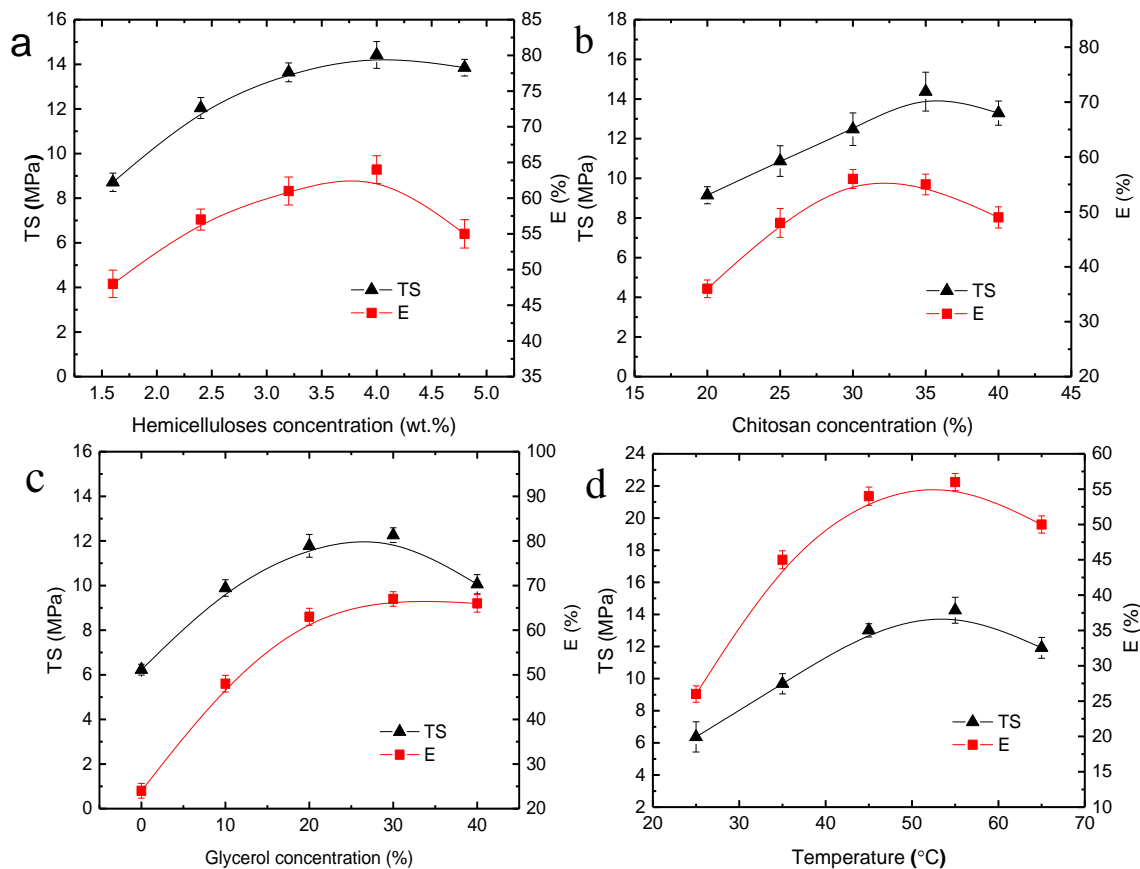 a
TS (MPa)
16
14
12
10
8
6
4
2
0
85
80
75
70
65
60
55
50
45
40
35
E (%)
TS
E
1.5 2.0 2.5 3.0 3.5 4.0 4.5 5.0
Hemicelluloses concentration (wt.%)
b
TS (MPa)
18
16
14
12
10
8
6
4
2
0
80
70
60
50
40
30
20
E (%)
TS
E
15 20 25 30 35 40 45
Chitosan concentration (%)
c
TS (MPa)
16
14
12
10
8
6
4
2
0
100
90
80
70
60
50
40
30
20
E (%)
TS
E
0 10 20 30 40
Glycerol concentration (%)
d
TS (MPa)
24
22
20
18
16
14
12
10
8
6
4
2
60
55
50
45
40
35
30
25
20
15
10
E (%)
TS
E
20 30 40 50 60 70
Temperature (°C)